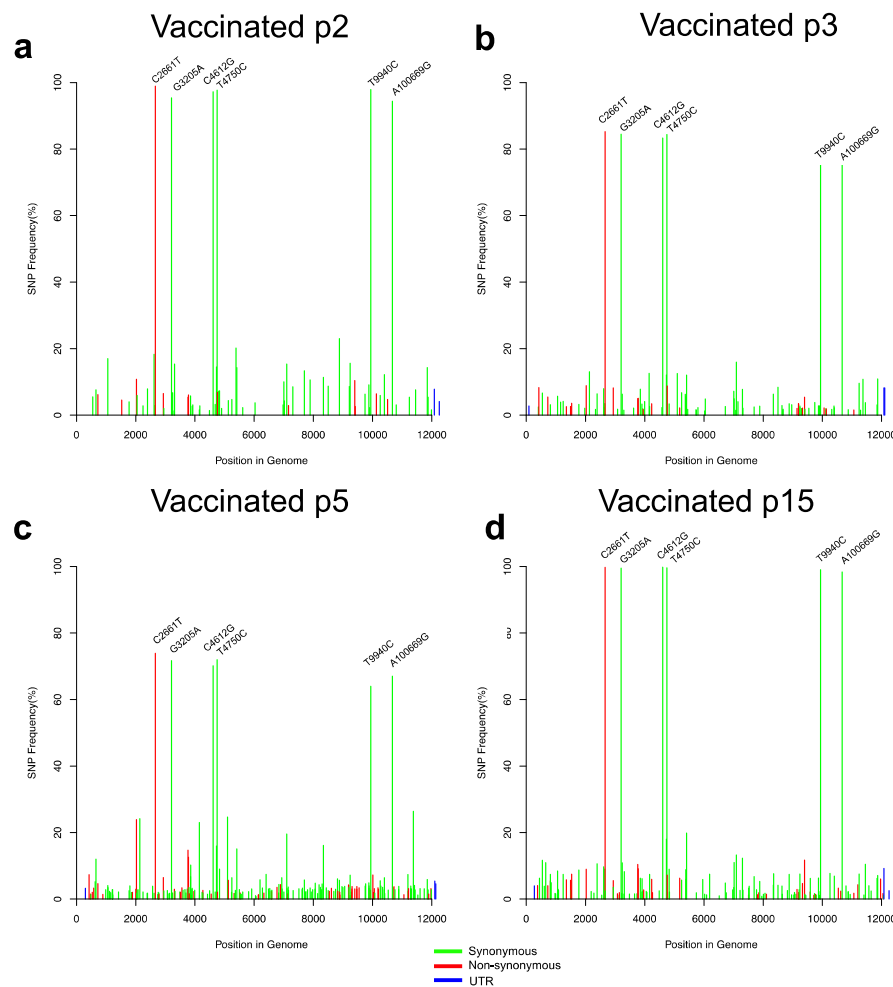 Vaccinated p2
a
C2661T
G3205A
C4612G
T4750C
T9940C
A100669G
SNP Frequency(%)
100
80
60
40
20
0
0 2000 4000 6000 8000 10000 12000
Position in Genome
Vaccinated p3
b
C2661T
G3205A
C4612G
T4750C
T9940C
A100669G
SNP Frequency(%)
100
80
60
40
20
0
0 2000 4000 6000 8000 10000 12000
Position in Genome
Vaccinated p5
c
C2661T
G3205A
C4612G
T4750C
T9940C
A100669G
SNP Frequency(%)
100
80
60
40
20
0
0 2000 4000 6000 8000 10000 12000
Position in Genome
Vaccinated p15
d
C2661T
G3205A
C4612G
T4750C
T9940C
A100669G
SNP Frequency(%)
100
80
60
40
20
0
0 2000 4000 6000 8000 10000 12000
Position in Genome
Synonymous
Non-synonymous
UTR